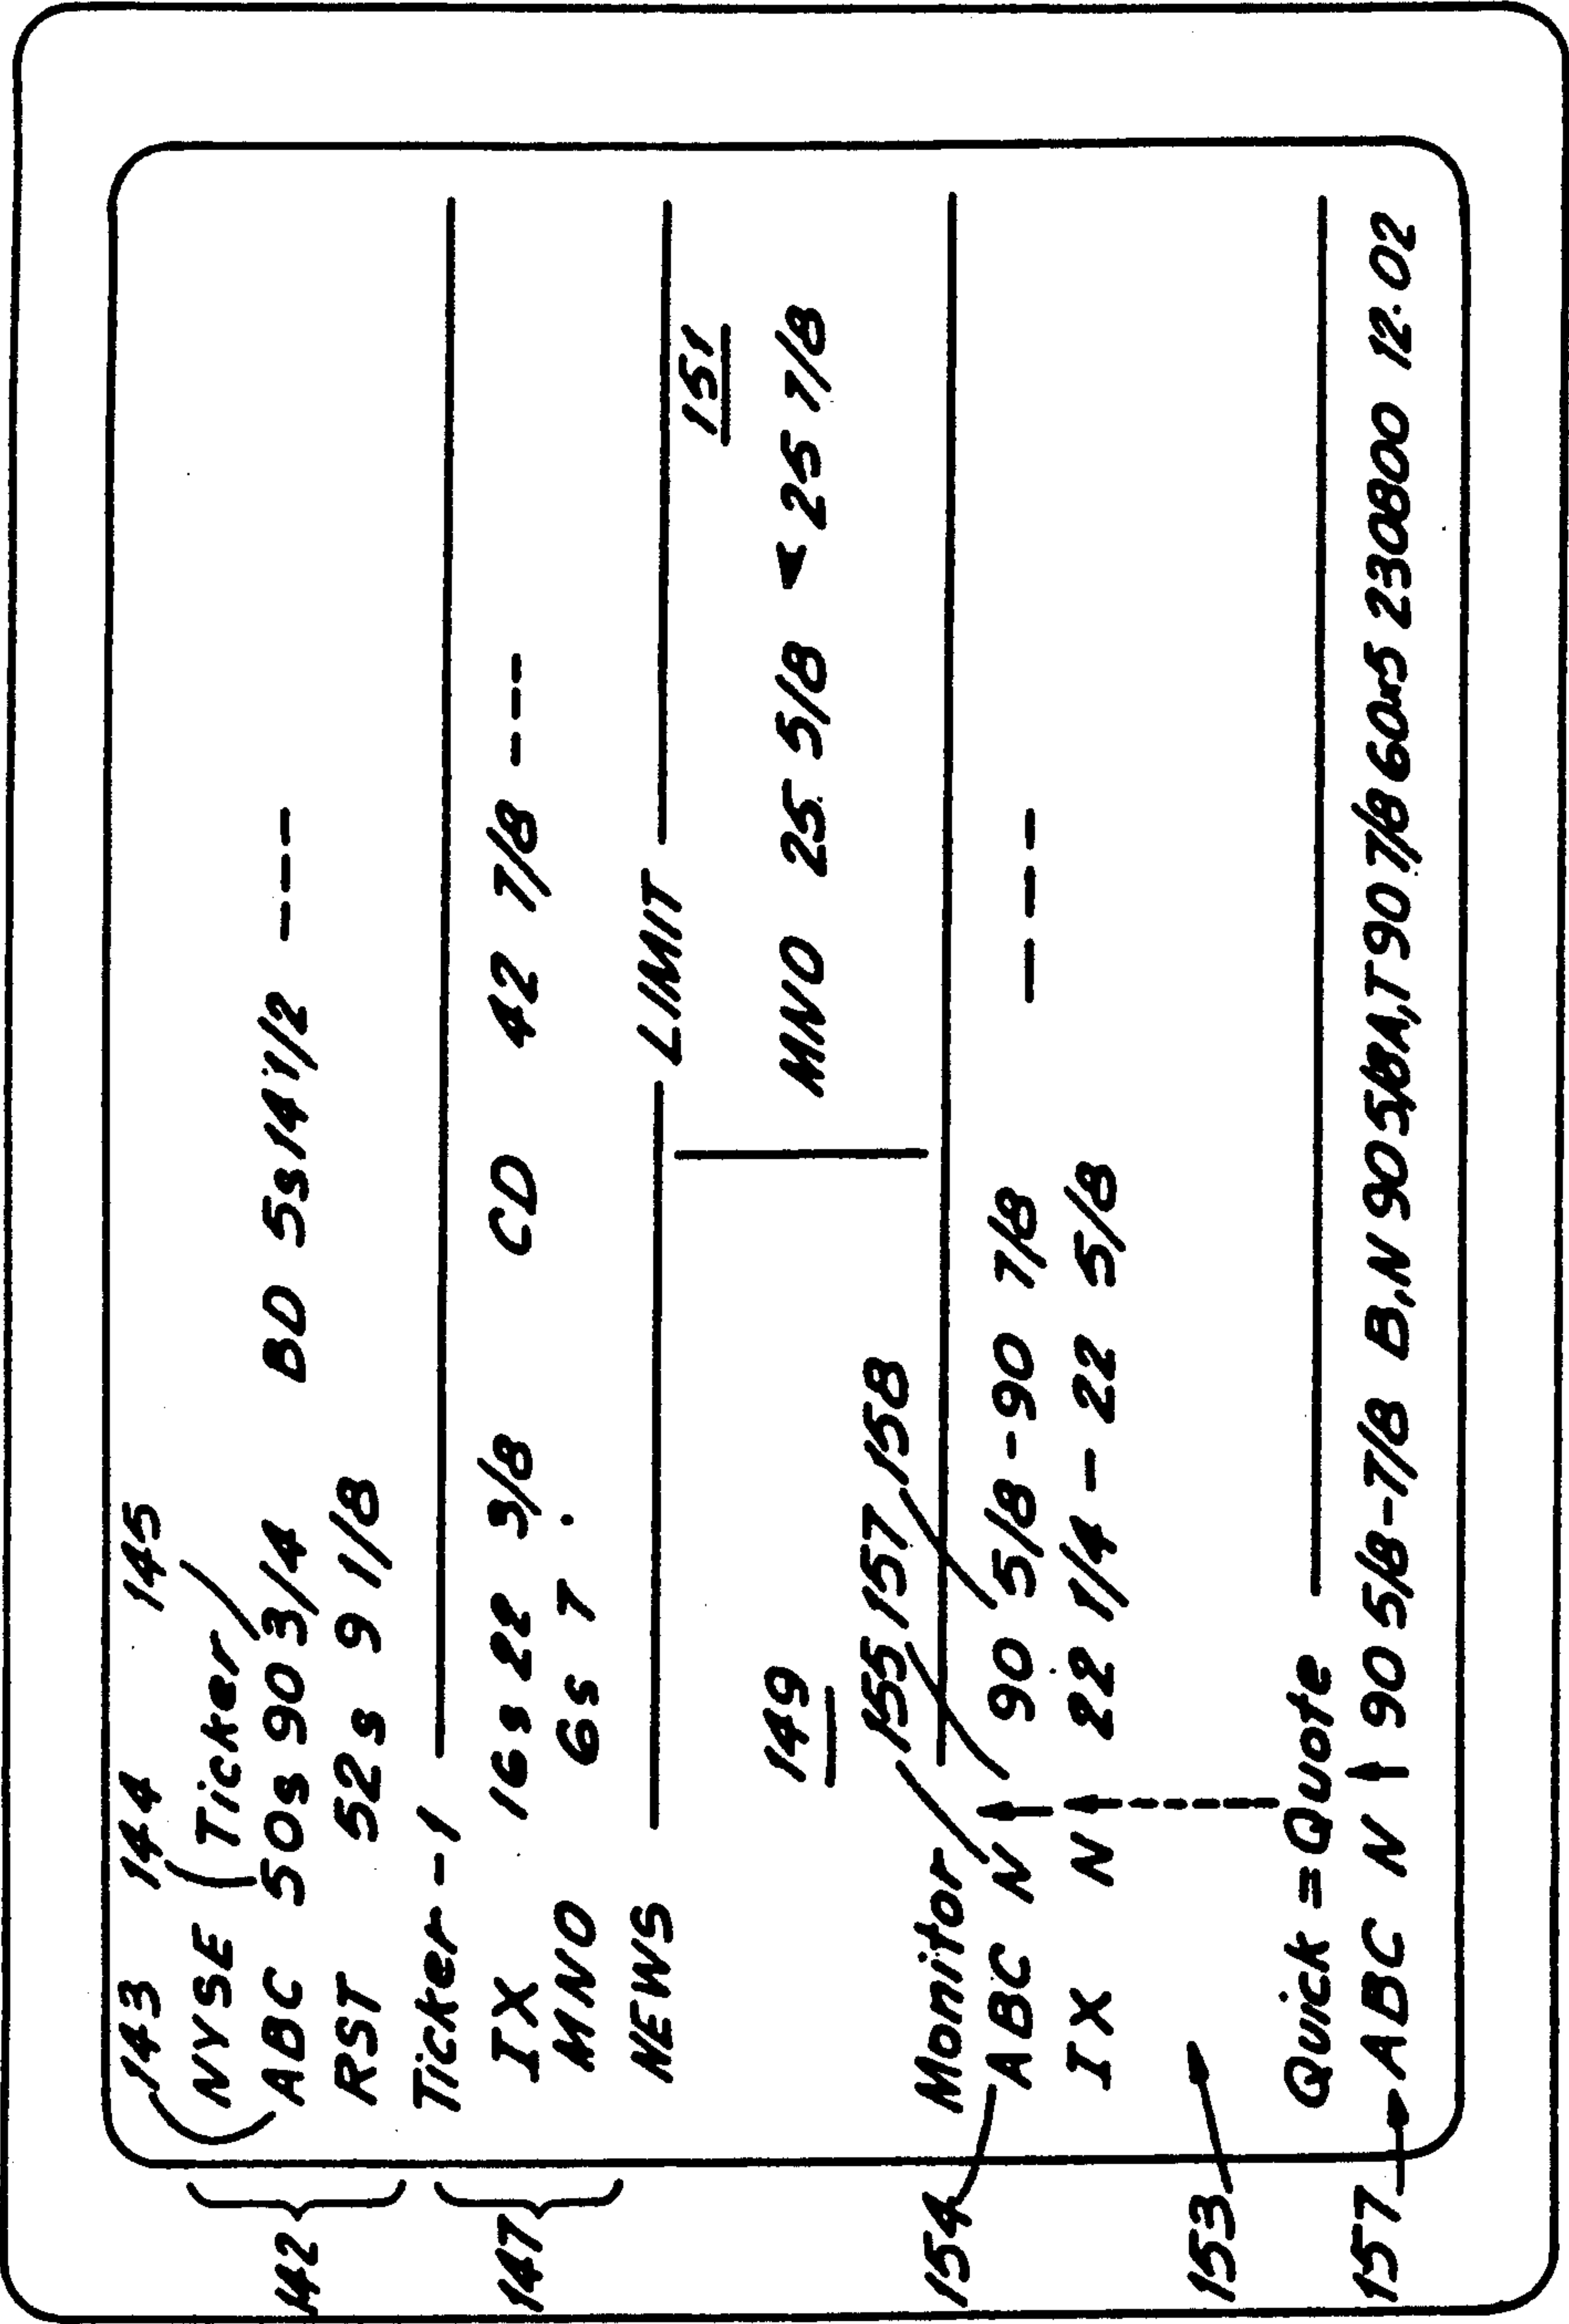 143 144 145
NYSE Ticker
142
ABC 50s 90 3/4 BD 5s14 1/2 ---
RST 52s 9 1/8
Ticker -1
147
IX 16s 22 3/8 CD 42 7/8 ---
MNO 6s 7
NEWS LIMIT
151
149 MNO 25 5/8 < 25 7/8
155 157 158
Monitor
154
ABC N 90 5/8 - 90 7/8 ---
IX N 22 1/4 - 22 5/8
153
Quick = Quote
157 ABC N 90 5/8-7/8 B,N 90 5/8A,T 90 7/8 60x5 230800 12.02